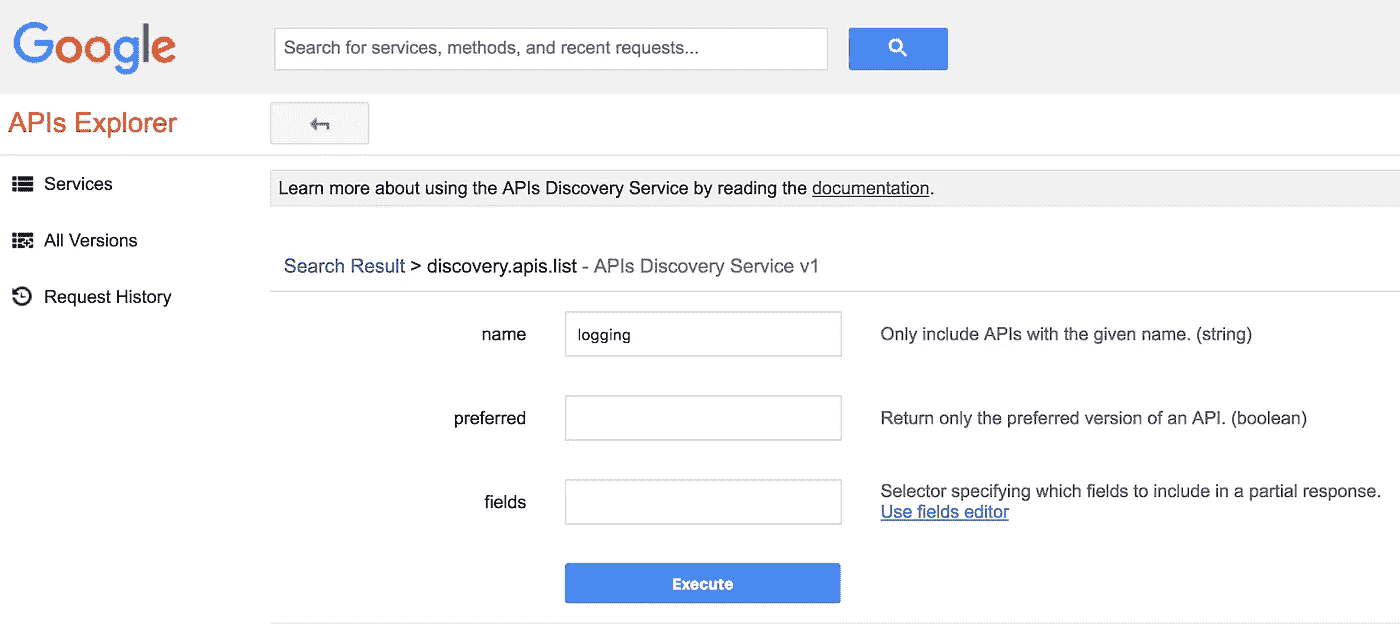 Google
Search for services, methods, and recent requests...
APIs Explorer
Services
All Versions
Request History
Learn more about using the APIs Discovery Service by reading the documentation.
Search Result > discovery.apis.list - APIs Discovery Service v1
name logging Only include APIs with the given name. (string)
preferred Return only the preferred version of an API. (boolean)
fields Selector specifying which fields to include in a partial response.
Use fields editor
Execute